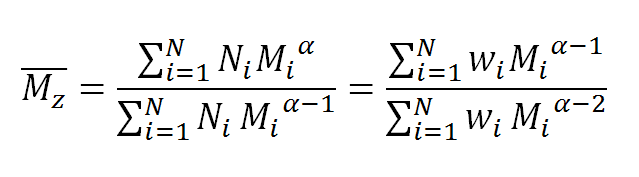 $\overline{M_z} = \frac{\sum_{i=1}^{N} N_i M_i^{\alpha}}{\sum_{i=1}^{N} N_i M_i^{\alpha-1}} = \frac{\sum_{i=1}^{N} w_i M_i^{\alpha-1}}{\sum_{i=1}^{N} w_i M_i^{\alpha-2}}$